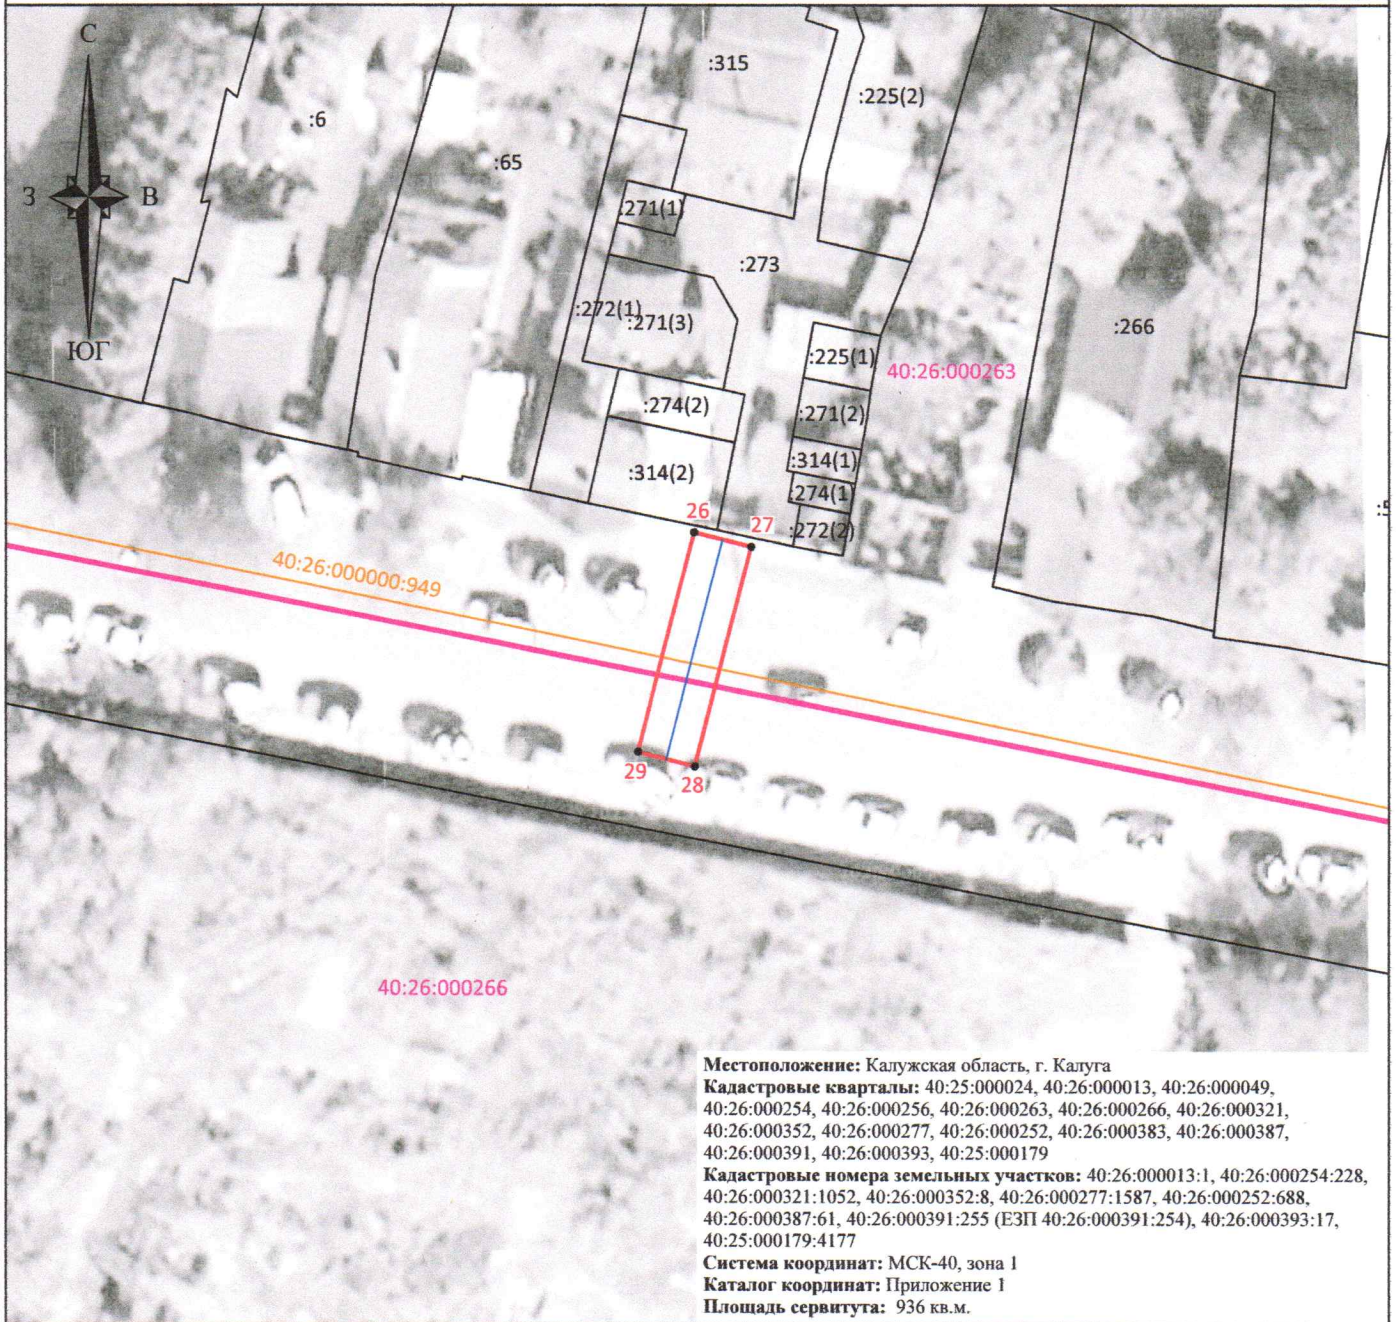 С
:315
:225(2)
:6
:65
З
В
:271(1)
:273
:272(1)
:271(3)
:266
ЮГ
:225(1)
40:26:000263
:274(2)
:271(2)
:314(2)
:314(1)
:274(1
:272(2)
26
27
40:26:000000:949
29
28
40:26:000266
Местоположение: Калужская область, г. Калуга
Кадастровые кварталы: 40:25:000024, 40:26:000013, 40:26:000049,
40:26:000254, 40:26:000256, 40:26:000263, 40:26:000266, 40:26:000321,
40:26:000352, 40:26:000277, 40:26:000252, 40:26:000383, 40:26:000387,
40:26:000391, 40:26:000393, 40:25:000179
Кадастровые номера земельных участков: 40:26:000013:1, 40:26:000254:228,
40:26:000321:1052, 40:26:000352:8, 40:26:000277:1587, 40:26:000252:688,
40:26:000387:61, 40:26:000391:255 (ЕЗП 40:26:000391:254), 40:26:000393:17,
40:25:000179:4177
Система координат: МСК-40, зона 1
Каталог координат: Приложение 1
Площадь сервитута: 936 кв.м.